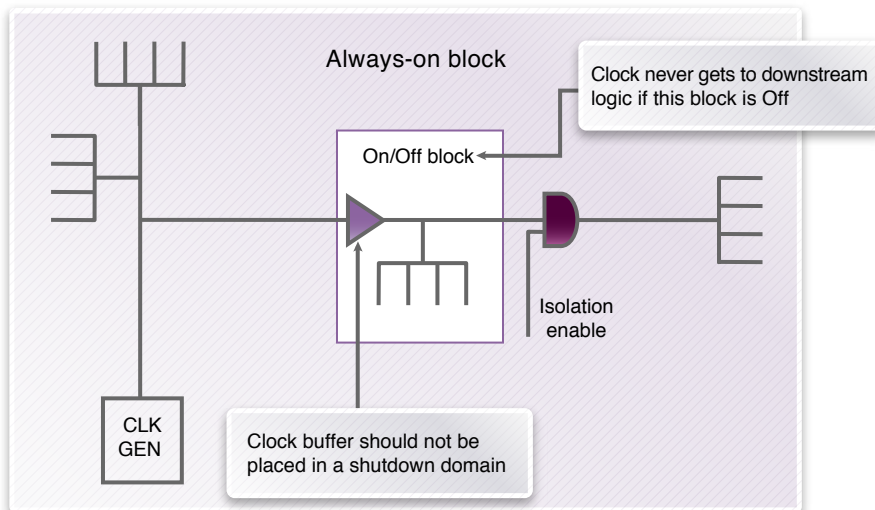 Always-on block
Clock never gets to downstream
logic if this block is Off
On/Off block
Isolation
enable
CLK
GEN
Clock buffer should not be
placed in a shutdown domain